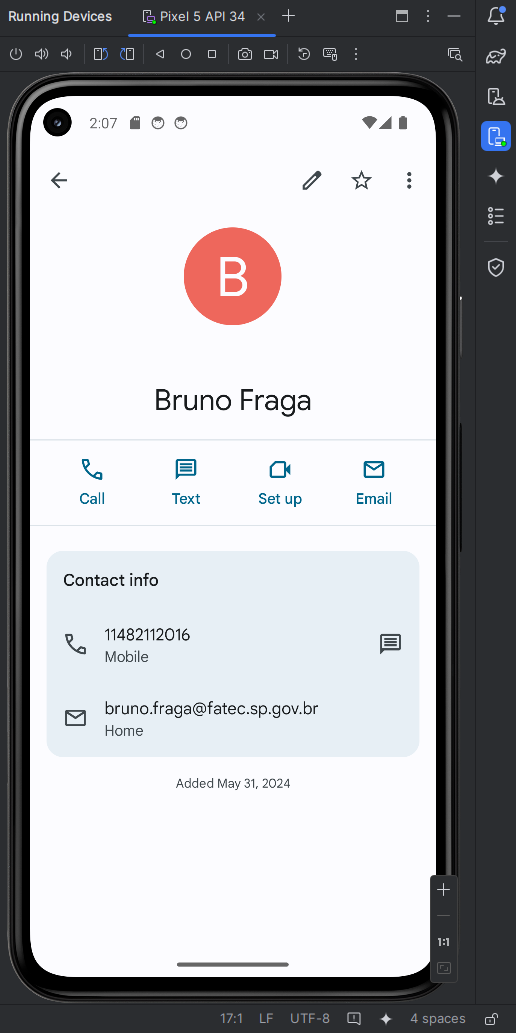 Running Devices
Pixel 5 API 34
2:07
B
Bruno Fraga
Call
Text
Set up
Email
Contact info
11482112016
Mobile
bruno.fraga@fatec.sp.gov.br
Home
Added May 31, 2024
1:1
17:1
LF
UTF-8
4 spaces